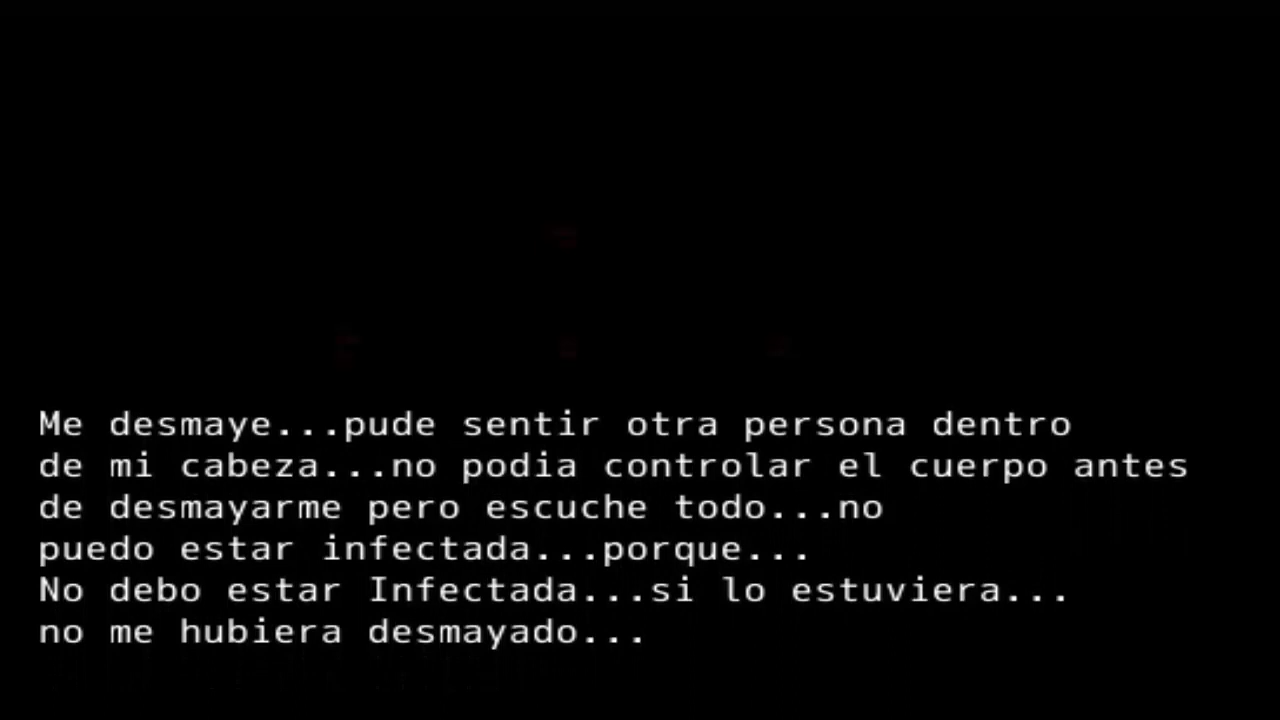 Me desmaye...pude sentir otra persona dentro
de mi cabeza...no podia controlar el cuerpo antes
de desmayarme pero escuche todo...no
puedo estar infectada...porque...
No debo estar Infectada...si lo estuviera...
no me hubiera desmayado...